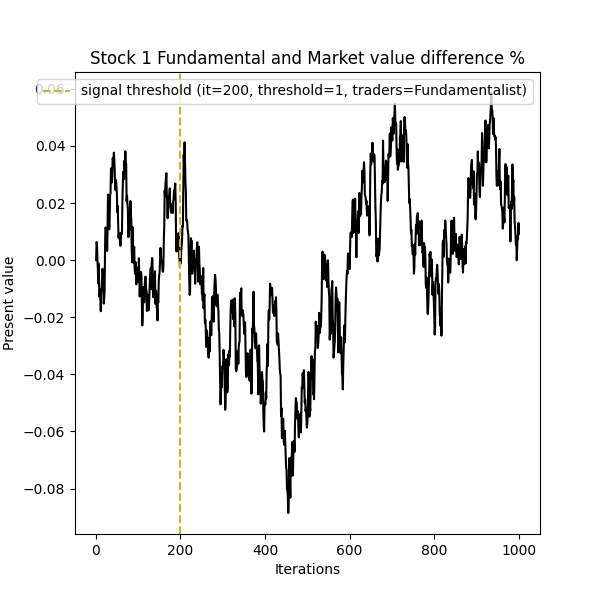 Stock 1 Fundamental and Market value difference %
signal threshold (it=200, threshold=1, traders=Fundamentalist)
0.06
0.04
0.02
0.00
−0.02
−0.04
−0.06
−0.08
Present value
0 200 400 600 800 1000
Iterations